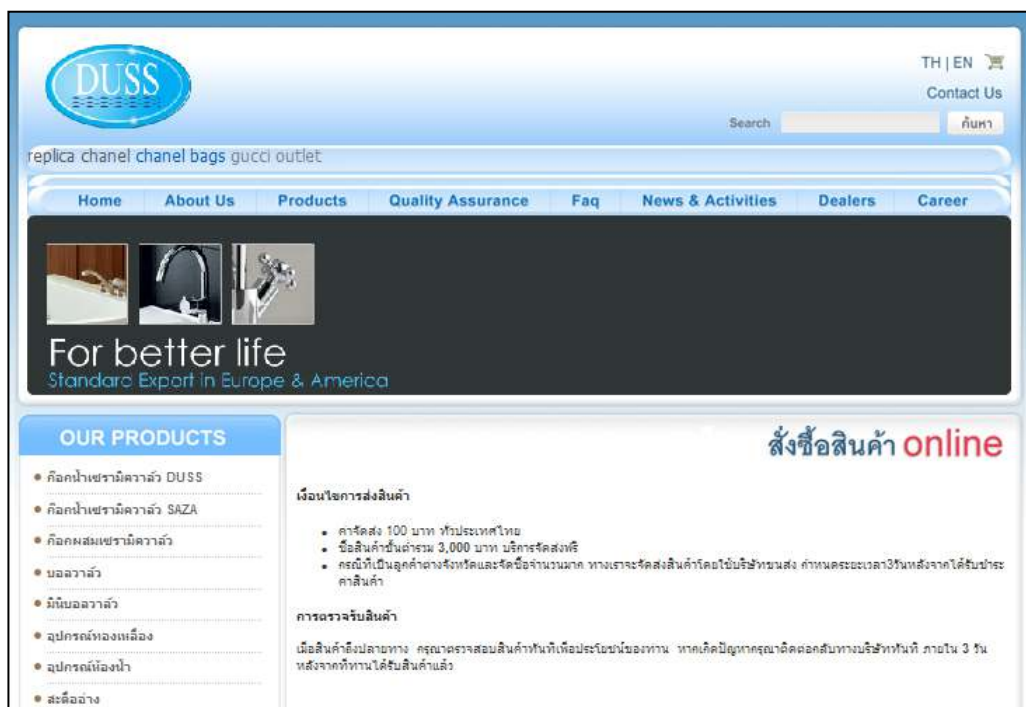 DUSS
TH | EN
Contact Us
Search
ค้นหา
replica chanel chanel bags gucci outlet
Home About Us Products Quality Assurance Faq News & Activities Dealers Career
For better life
Standard Export in Europe & America
OUR PRODUCTS
ก๊อกน้ำเซรามิควาล์ว DUSS
ก๊อกน้ำเซรามิควาล์ว SAZA
ก๊อกผสมเซรามิควาล์ว
บอลวาล์ว
มินิบอลวาล์ว
อุปกรณ์ทองเหลือง
อุปกรณ์ห้องน้ำ
สะดืออ่าง
สั่งซื้อสินค้า online
เงื่อนไขการส่งสินค้า
ค่าจัดส่ง 100 บาท ทั่วประเทศไทย
ซื้อสินค้าขั้นต่ำรวม 3,000 บาท บริการจัดส่งฟรี
กรณีที่เป็นลูกค้าต่างจังหวัดและจัดซื้อจำนวนมาก ทางเราจะจัดส่งสินค้าโดยใช้บริษัทขนส่ง กำหนดระยะเวลา3วันหลังจากได้รับชำระ
ค่าสินค้า
การตรวจรับสินค้า
เมื่อสินค้าถึงปลายทาง กรุณาตรวจสอบสินค้าทันทีเพื่อประโยชน์ของท่าน หากเกิดปัญหากรุณาติดต่อกลับทางบริษัททันที ภายใน 3 วัน
หลังจากที่ท่านได้รับสินค้าแล้ว